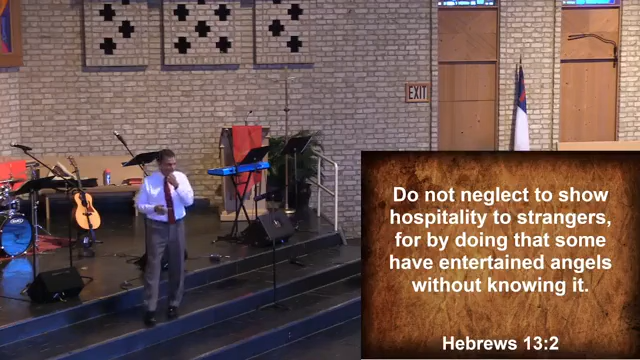 EXIT
Do not neglect to show
hospitality to strangers,
for by doing that some
have entertained angels
without knowing it.
Hebrews 13:2